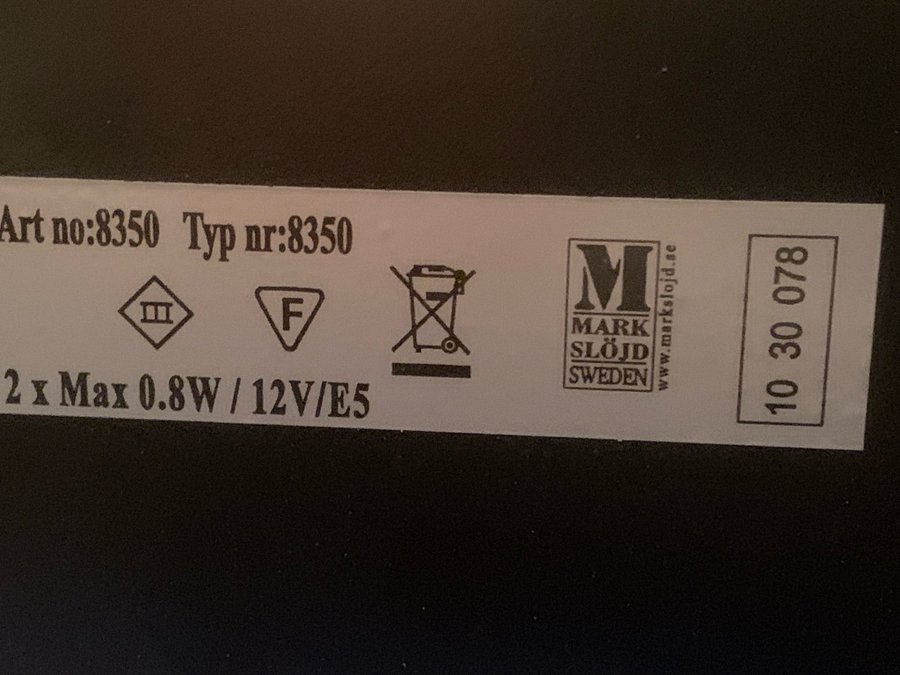 Art no:8350 Typ nr:8350
III
F
2 x Max 0.8W / 12V/E5
M
MARK
SLÖJD
SWEDEN
www.markslojd.se
10 30 078